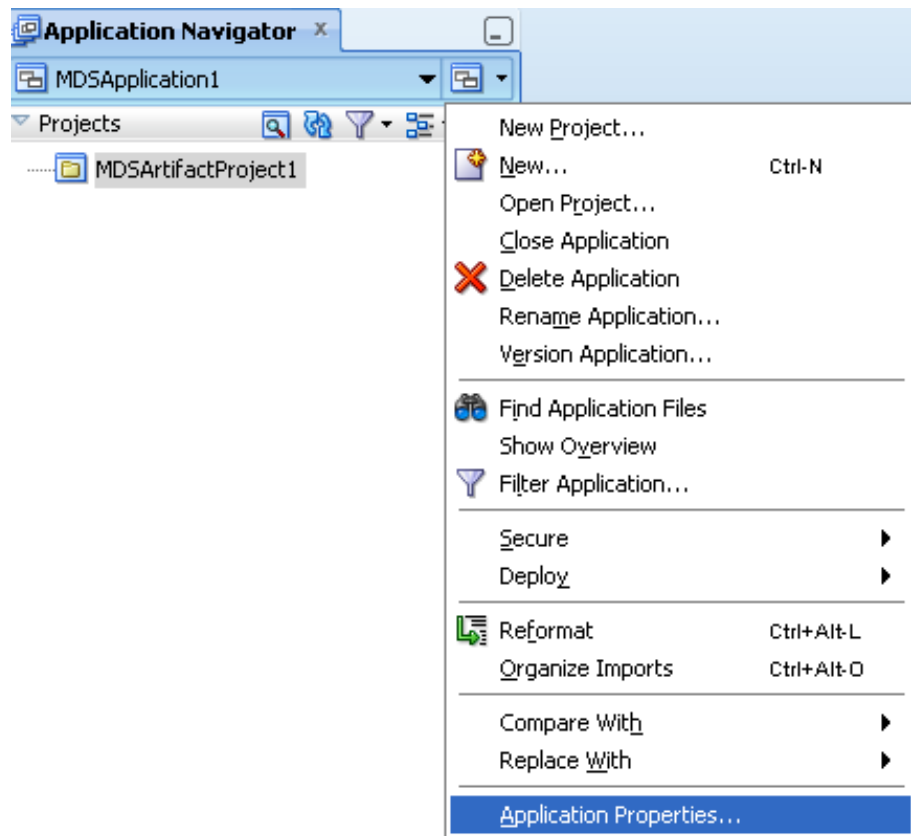 Application Navigator x
MDSApplication1
Projects
MDSArtifactProject1
New Project...
New... Ctrl-N
Open Project...
Close Application
Delete Application
Rename Application...
Version Application...
Find Application Files
Show Overview
Filter Application...
Secure
Deploy
Reformat Ctrl+Alt-L
Organize Imports Ctrl+Alt-O
Compare With
Replace With
Application Properties...